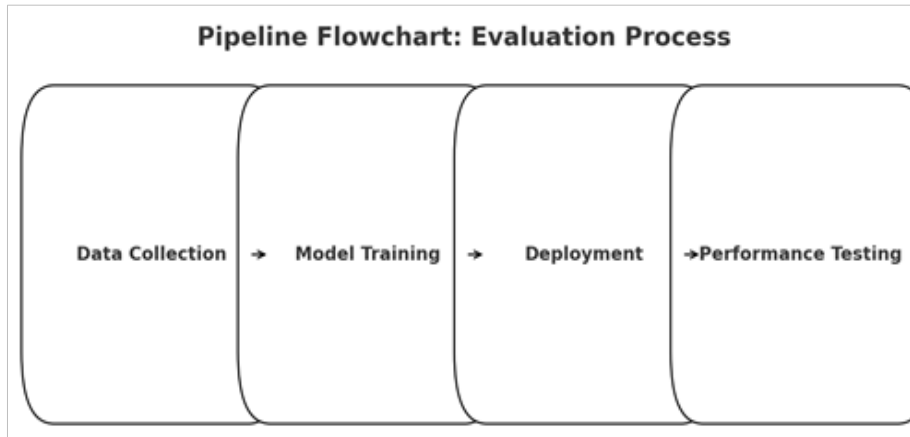 Pipeline Flowchart: Evaluation Process
Data Collection
Model Training
Deployment
Performance Testing